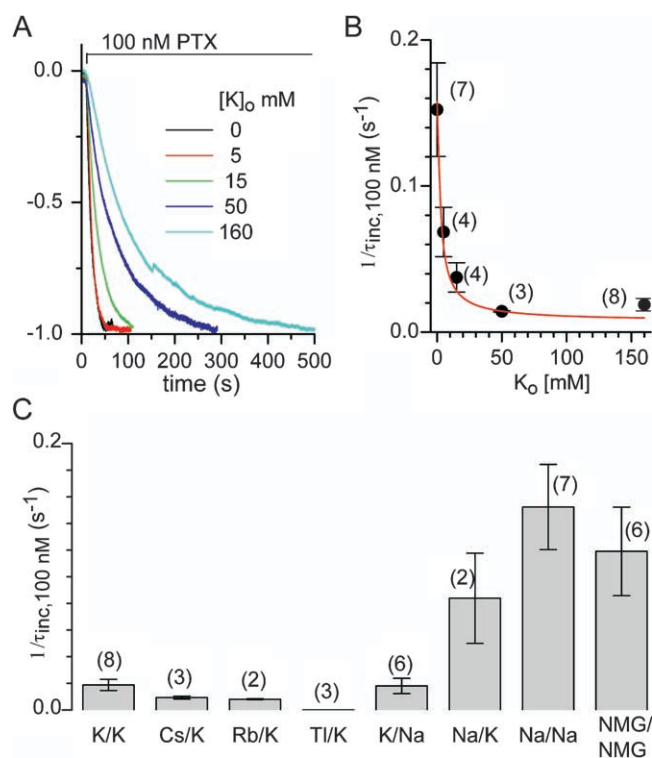 A
100 nM PTX
[K]o mM
0
5
15
50
160
0.0
-0.5
-1.0
0 100 200 300 400 500
time (s)
B
0.2
0.1
0.0
1/τinc,100 nM (s-1)
(7)
(4)
(4)
(3)
(8)
0 50 100 150
Ko [mM]
C
0.2
0.0
1/τinc,100 nM (s-1)
(8)
(3)
(2)
(3)
(6)
(2)
(7)
(6)
K/K Cs/K Rb/K Tl/K K/Na Na/K Na/Na NMG/
NMG